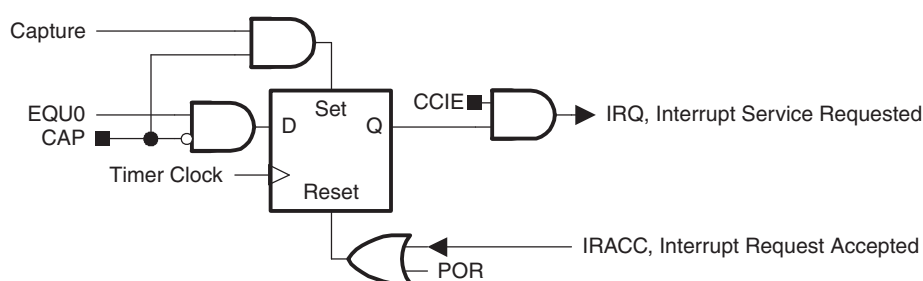 Capture
Set
CCIE
IRQ, Interrupt Service Requested
EQU0
D
Q
CAP
Timer Clock
Reset
IRACC, Interrupt Request Accepted
POR